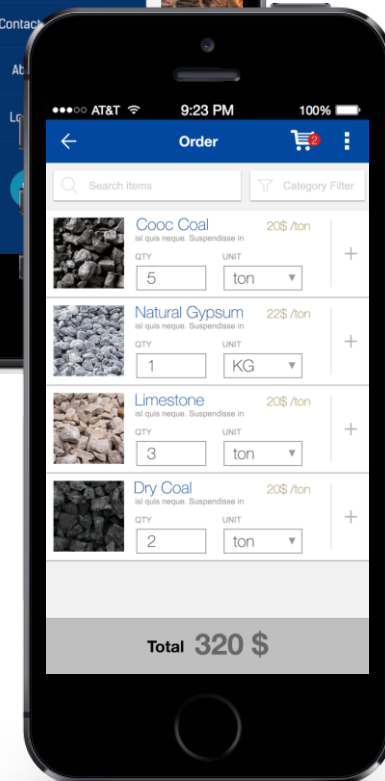 Contac
Ab
Lo
AT&T 9:23 PM 100%
Order 2
Search items Category Filter
Cooc Coal 20$ /ton
isl quis neque. Suspendisse in
QTY UNIT
5 ton
Natural Gypsum 22$ /ton
isl quis neque. Suspendisse in
QTY UNIT
1 KG
Limestone 20$ /ton
isl quis neque. Suspendisse in
QTY UNIT
3 ton
Dry Coal 20$ /ton
isl quis neque. Suspendisse in
QTY UNIT
2 ton
Total 320 $